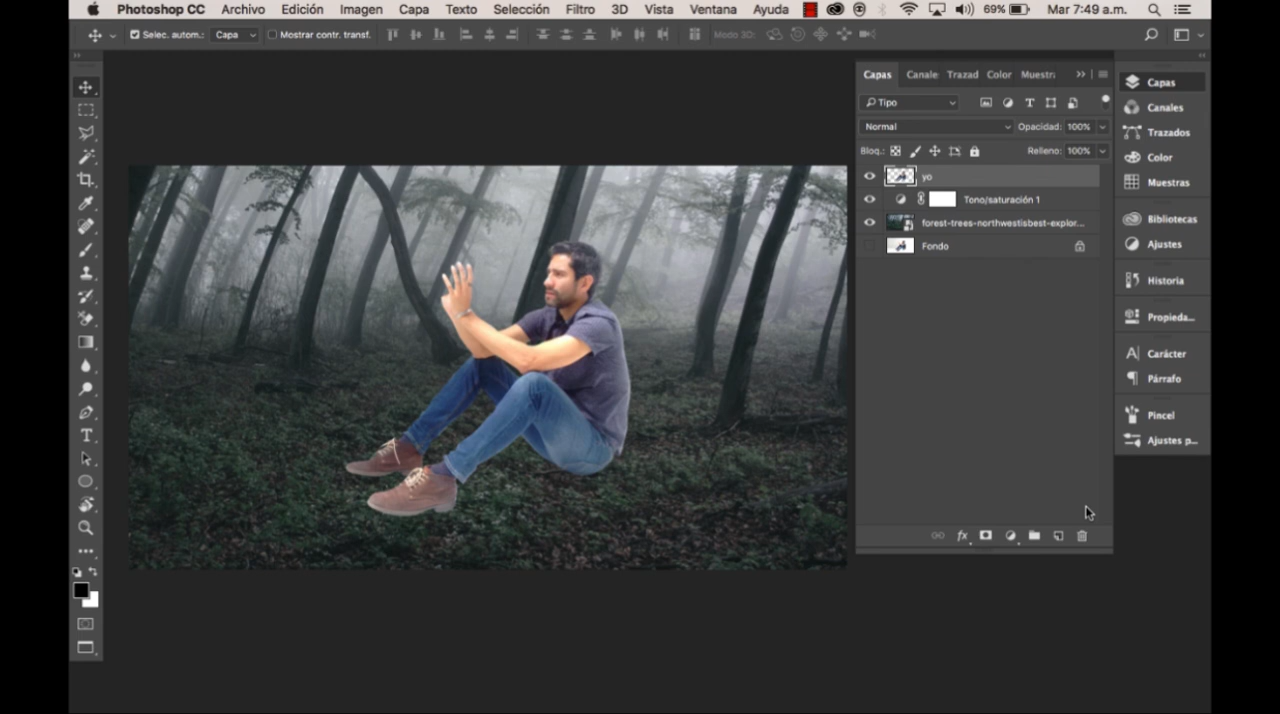 Photoshop CC Archivo Edición Imagen Capa Texto Selección Filtro 3D Vista Ventana Ayuda 69% Mar 7:49 a.m.
Selec. autom.: Capa Mostrar contr. transf. Modo 3D:
Capas Canale Trazad Color Muestra
Tipo
Normal Opacidad: 100%
Bloq.: Relleno: 100%
yo
Tono/saturación 1
forest-trees-northwestisbest-explor...
Fondo
fx
Capas
Canales
Trazados
Color
Muestras
Bibliotecas
Ajustes
Historia
Propieda...
Carácter
Párrafo
Pincel
Ajustes p...